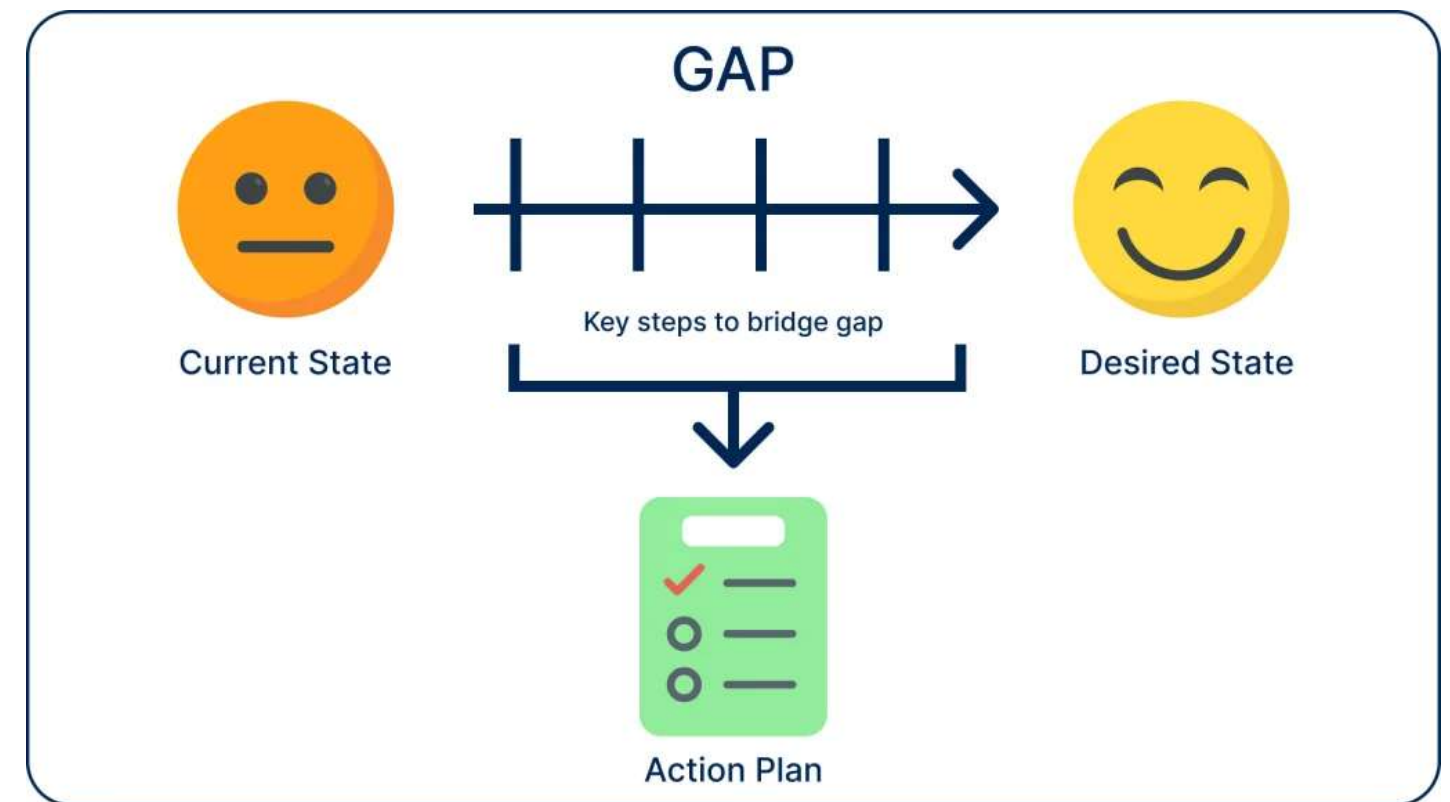 GAP
Key steps to bridge gap
Current State
Desired State
Action Plan